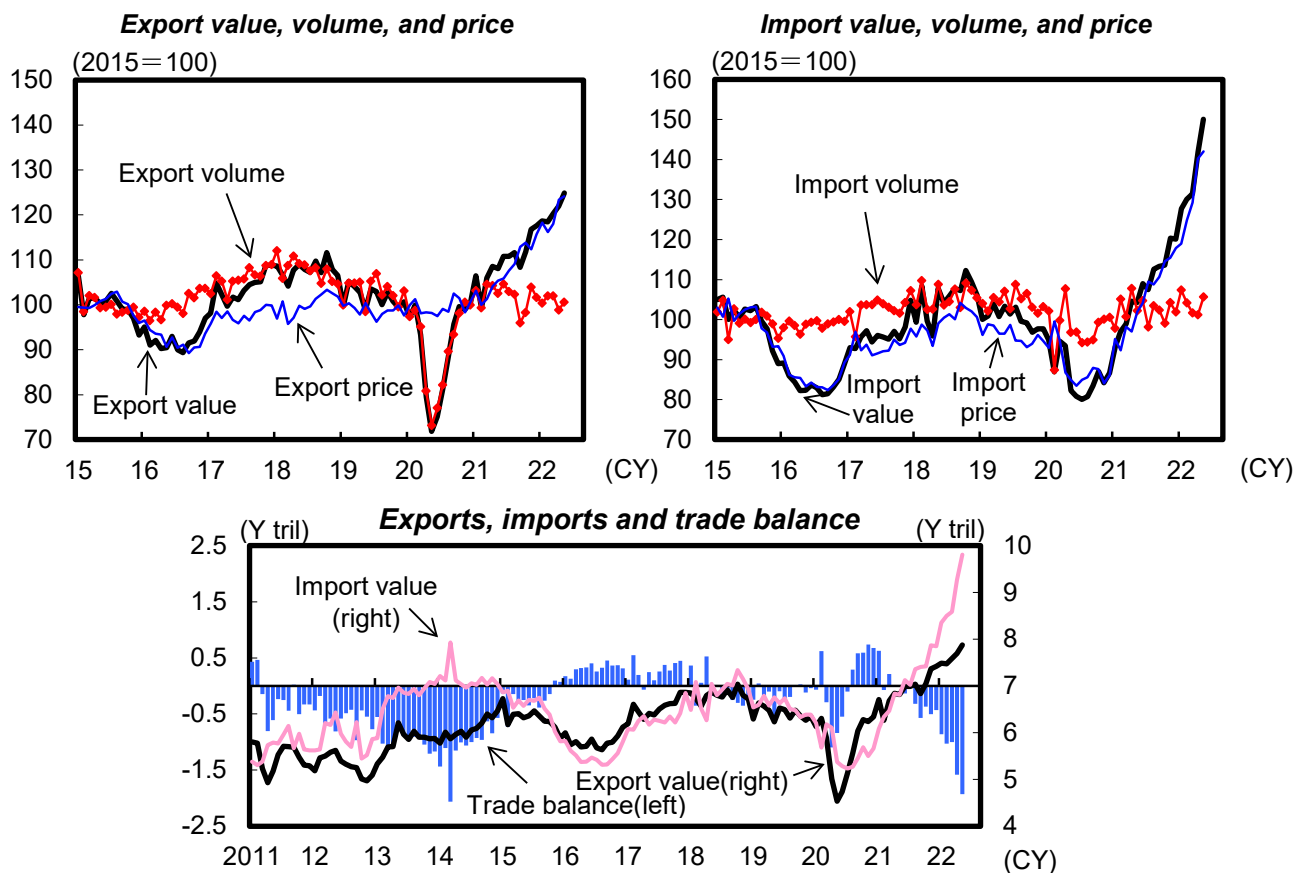 Export value, volume, and price
(2015＝100)
150
140
130
120
110
100
90
80
70
Export volume
Export price
Export value
15 16 17 18 19 20 21 22 (CY)
Import value, volume, and price
(2015＝100)
160
150
140
130
120
110
100
90
80
70
Import volume
Import
value
Import
price
15 16 17 18 19 20 21 22 (CY)
Exports, imports and trade balance
(Y tril)
(Y tril)
2.5
1.5
0.5
-0.5
-1.5
-2.5
10
9
8
7
6
5
4
Import value
(right)
Export value(right)
Trade balance(left)
2011 12 13 14 15 16 17 18 19 20 21 22 (CY)